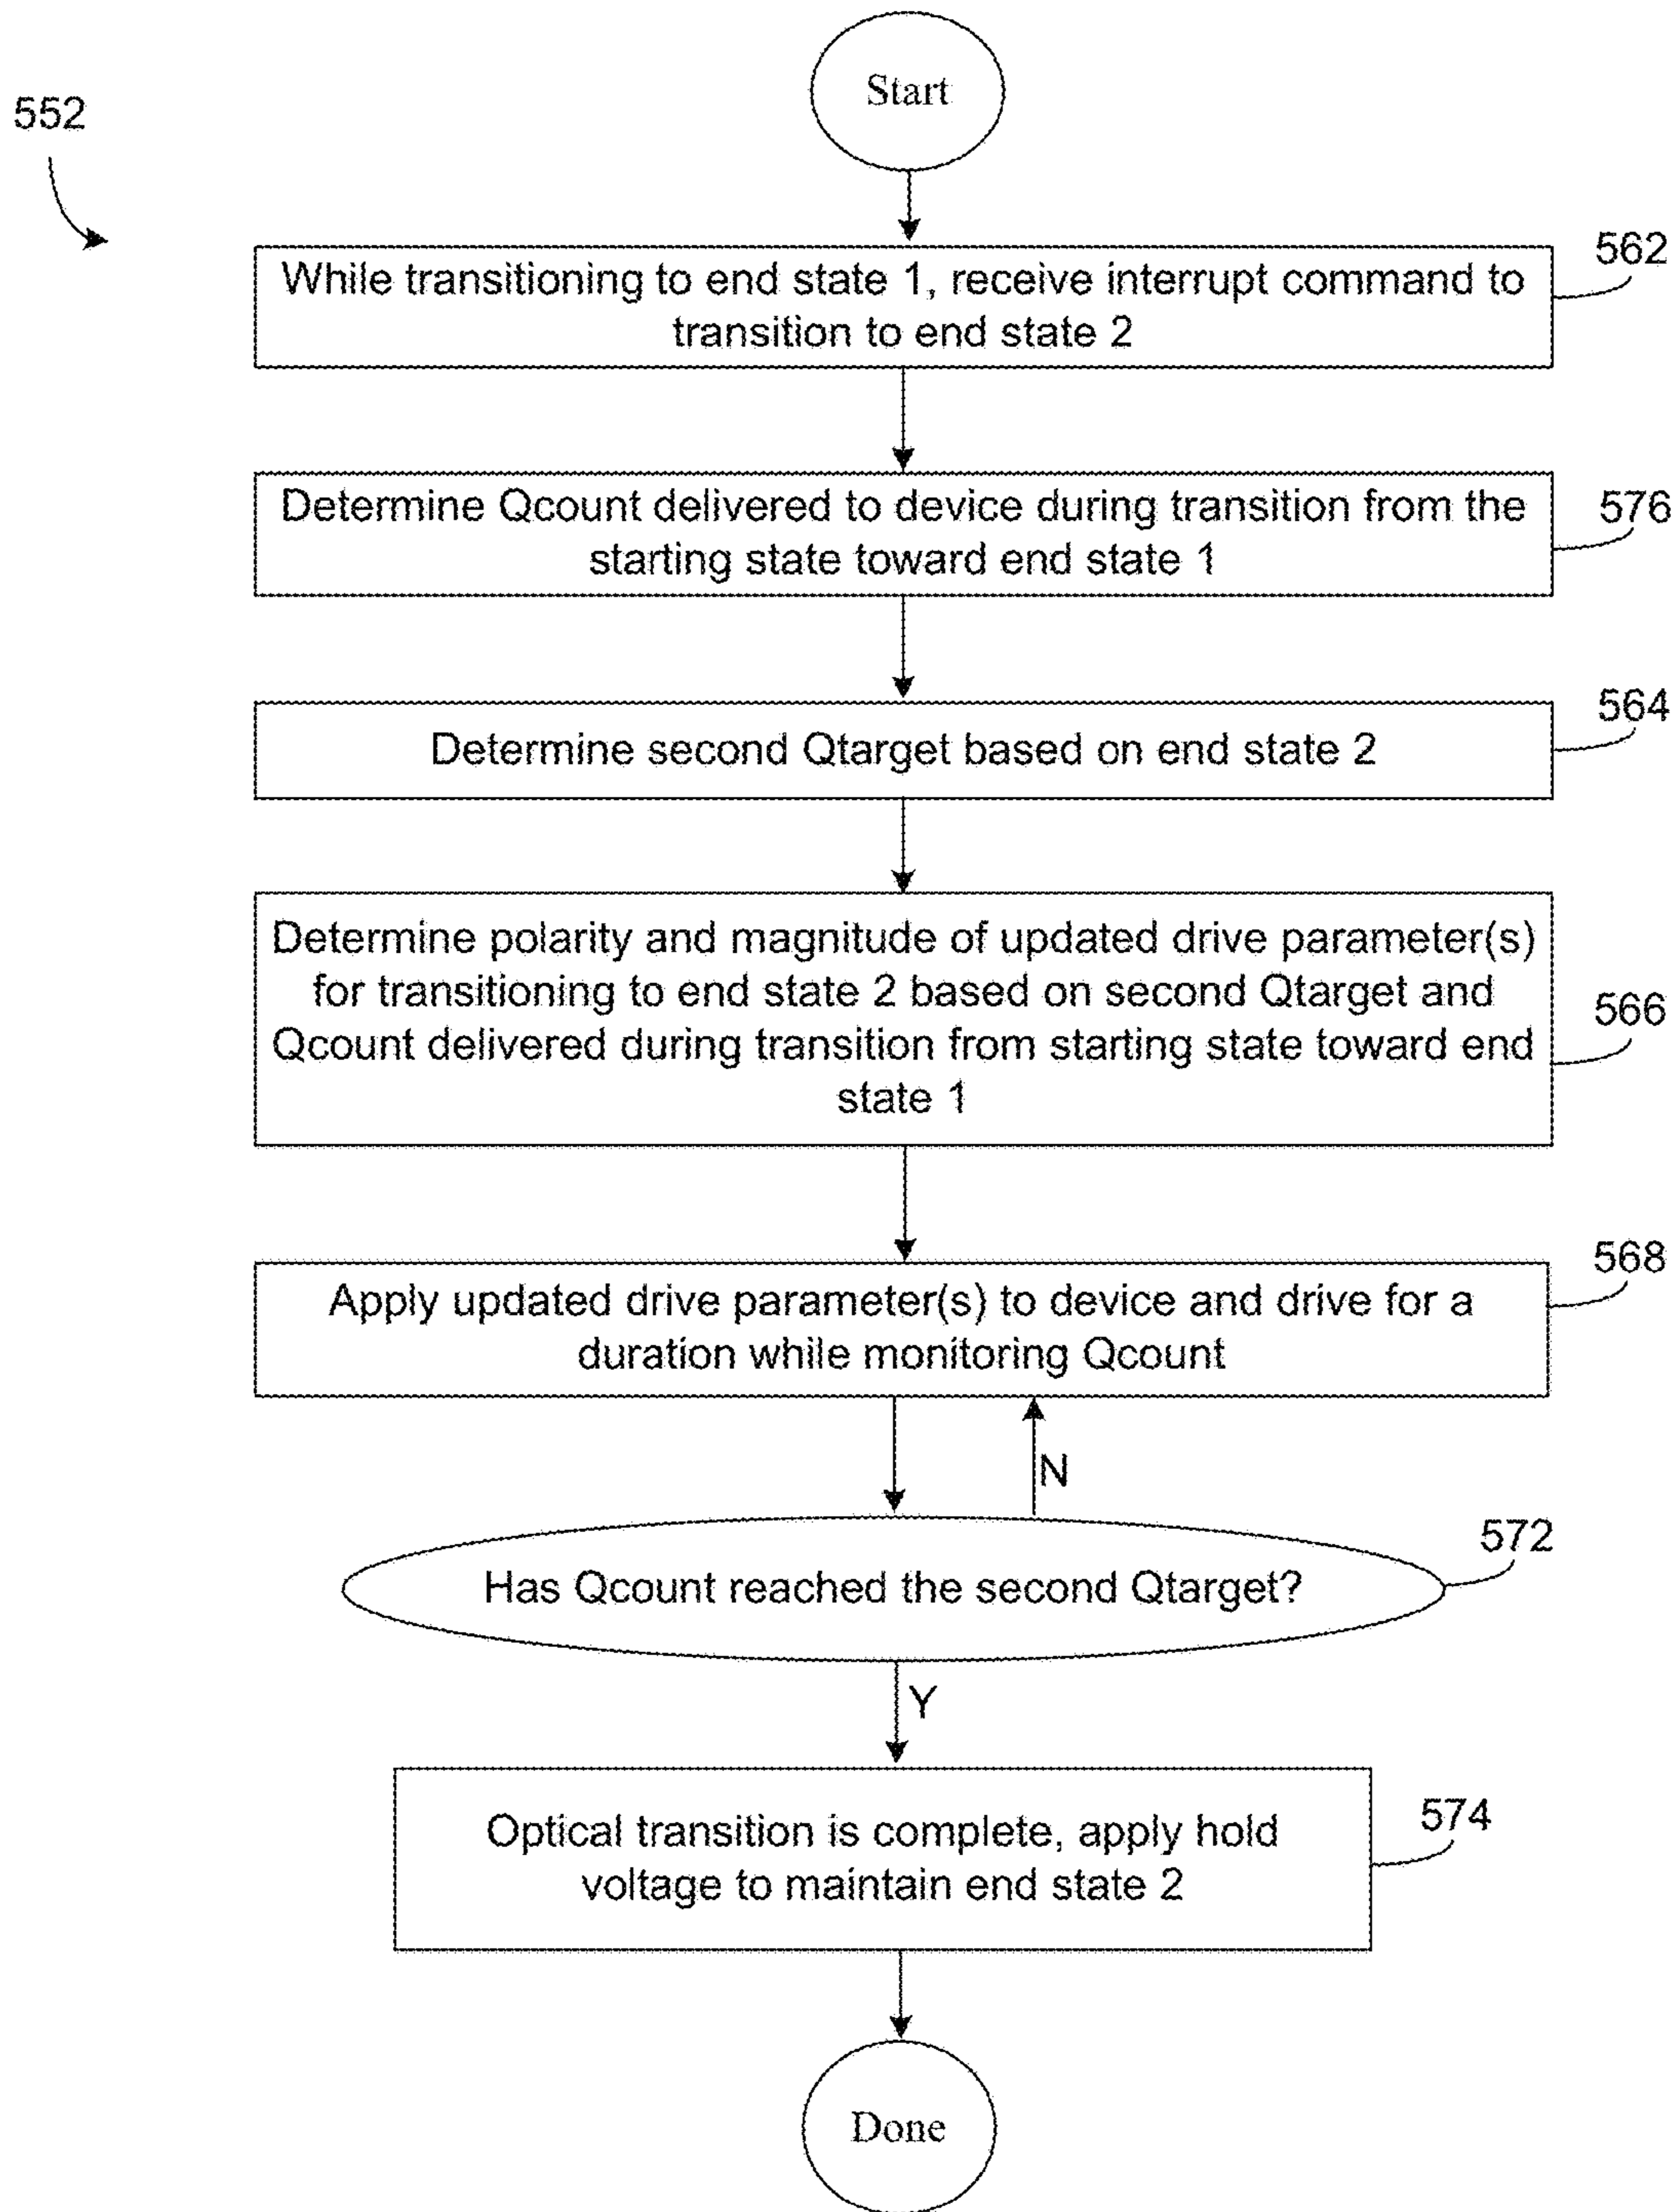 Start
552
While transitioning to end state 1, receive interrupt command to
transition to end state 2
562
Determine Qcount delivered to device during transition from the
starting state toward end state 1
576
Determine second Qtarget based on end state 2
564
Determine polarity and magnitude of updated drive parameter(s)
for transitioning to end state 2 based on second Qtarget and
Qcount delivered during transition from starting state toward end
state 1
566
Apply updated drive parameter(s) to device and drive for a
duration while monitoring Qcount
568
N
Has Qcount reached the second Qtarget?
572
Y
Optical transition is complete, apply hold
voltage to maintain end state 2
574
Done